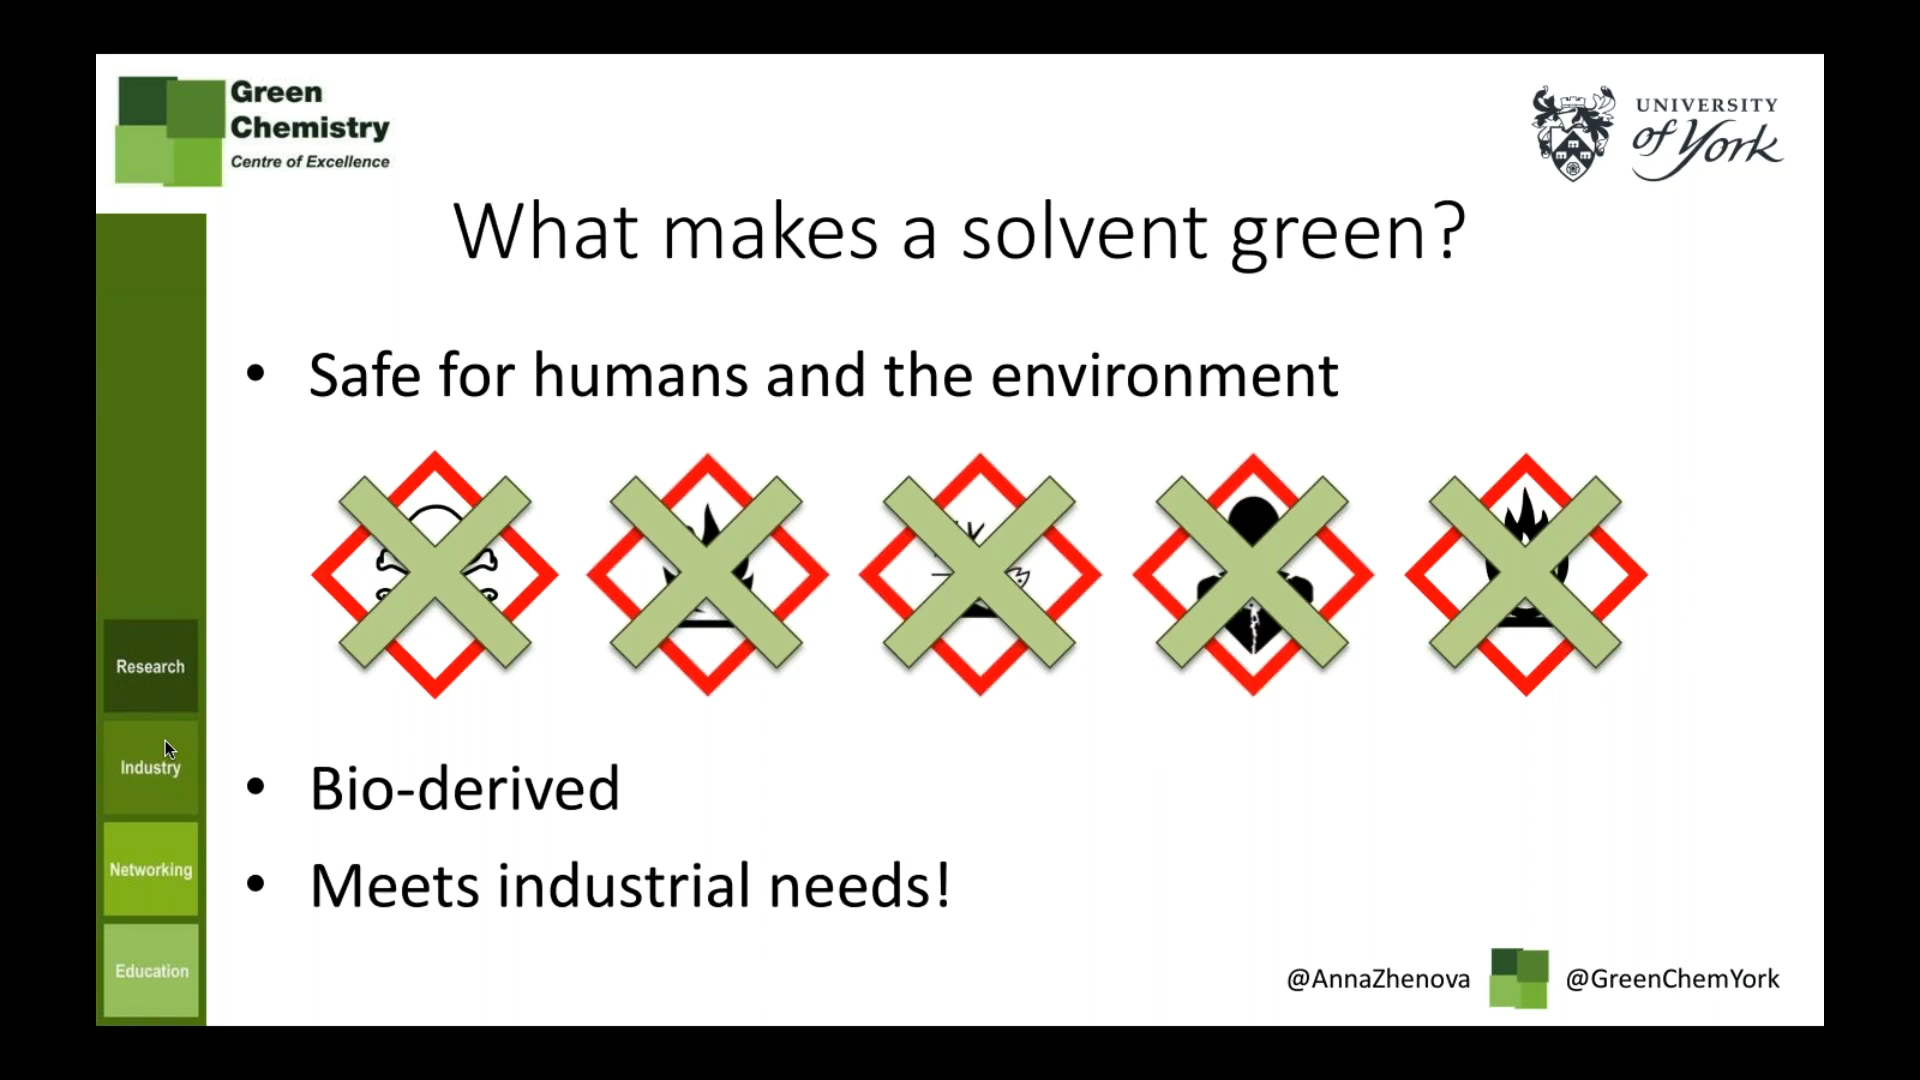 Green
Chemistry
Centre of Excellence
UNIVERSITY
of York
What makes a solvent green?
• Safe for humans and the environment
• Bio-derived
• Meets industrial needs!
Research
Industry
Networking
Education
@AnnaZhenova
@GreenChemYork